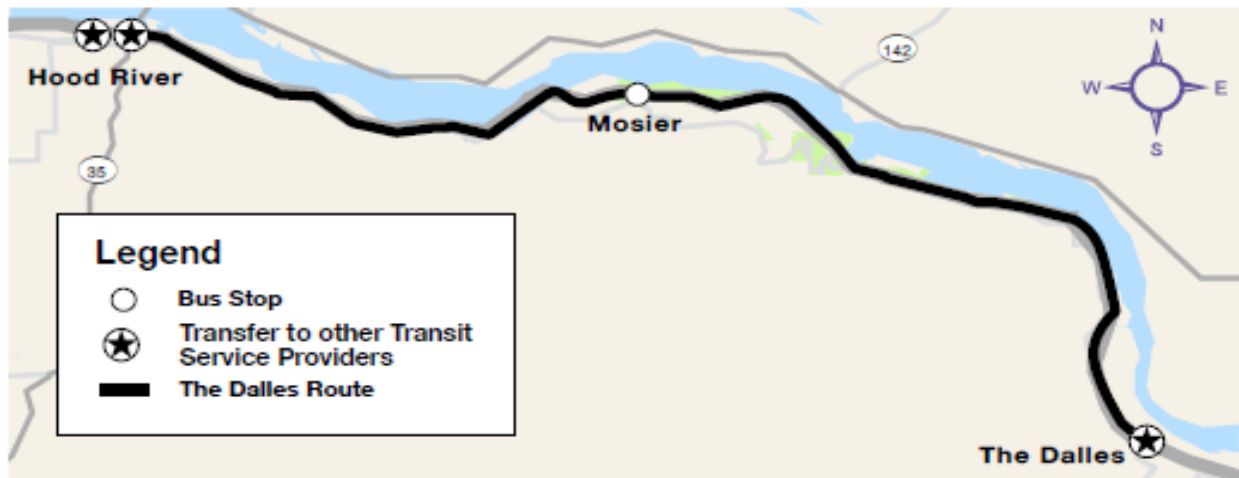 142
N
W E
S
Hood River
Mosier
35
Legend
Bus Stop
Transfer to other Transit
Service Providers
The Dalles Route
The Dalles